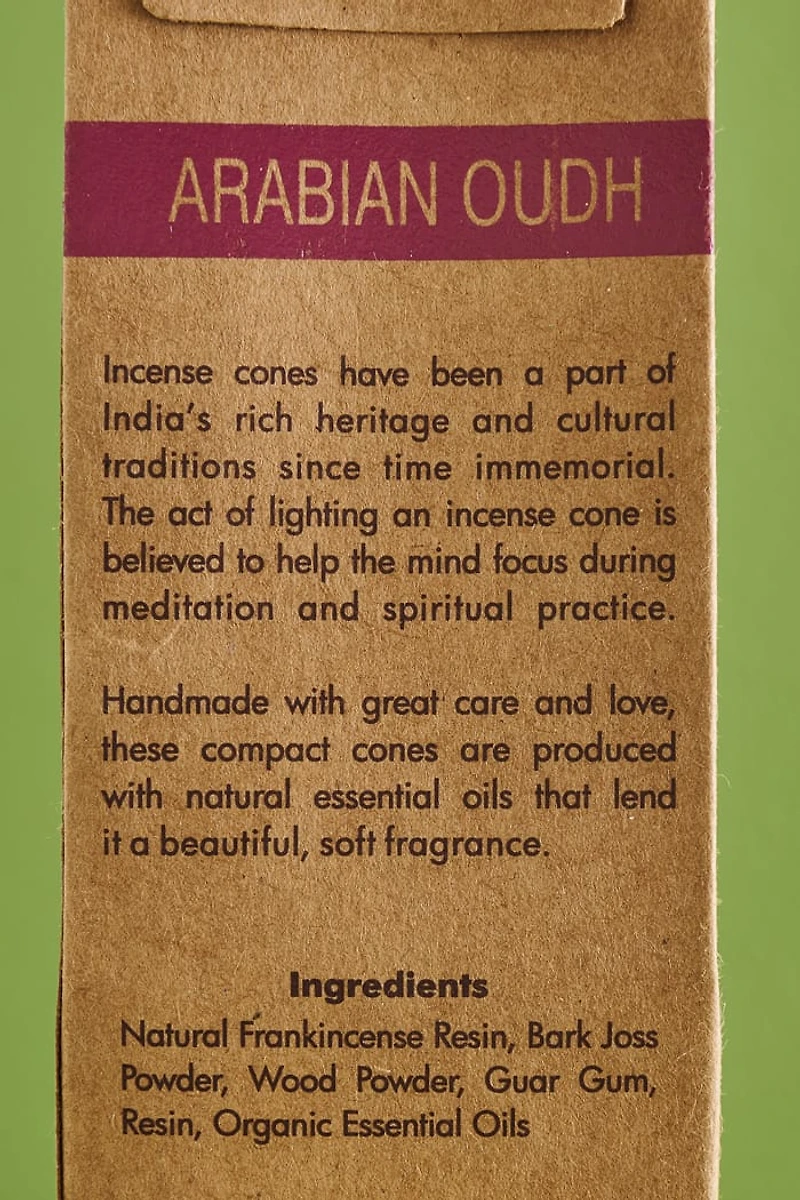 ARABIAN OUDH
Incense cones have been a part of
India's rich heritage and cultural
traditions since time immemorial.
The act of lighting an incense cone is
believed to help the mind focus during
meditation and spiritual practice.
Handmade with great care and love,
these compact cones are produced
with natural essential oils that lend
it a beautiful, soft fragrance.
Ingredients
Natural Frankincense Resin, Bark Joss
Powder, Wood Powder, Guar Gum,
Resin, Organic Essential Oils